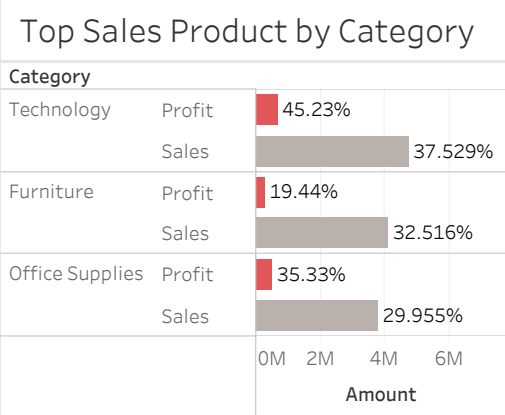 Top Sales Product by Category
Category
Technology Profit 45.23%
Sales 37.529%
Furniture Profit 19.44%
Sales 32.516%
Office Supplies Profit 35.33%
Sales 29.955%
0M 2M 4M 6M
Amount